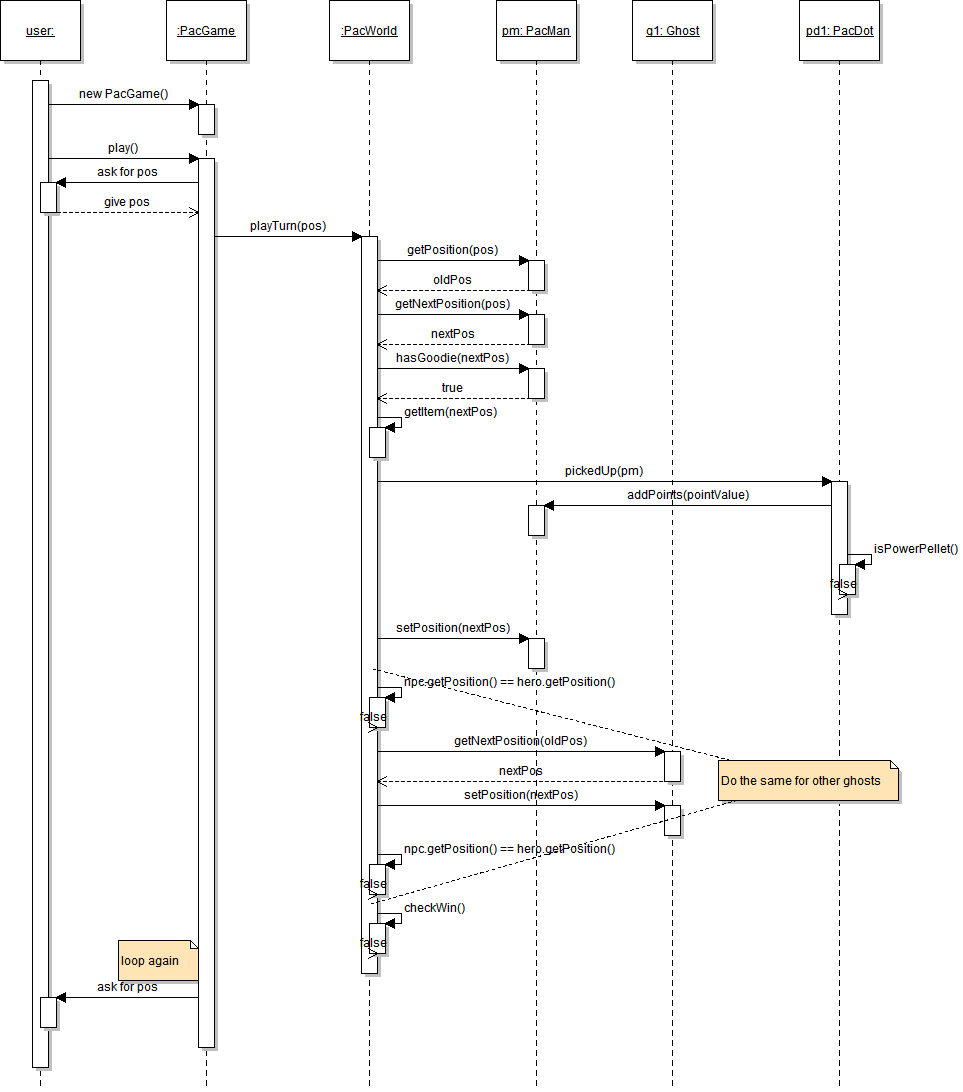 user:
:PacGame
:PacWorld
pm: PacMan
g1: Ghost
pd1: PacDot
new PacGame()
play()
ask for pos
give pos
playTurn(pos)
getPosition(pos)
oldPos
getNextPosition(pos)
nextPos
hasGoodie(nextPos)
true
getItem(nextPos)
pickedUp(pm)
addPoints(pointValue)
isPowerPellet()
false
setPosition(nextPos)
npc.getPosition() == hero.getPosition()
false
getNextPosition(oldPos)
nextPos
Do the same for other ghosts
setPosition(nextPos)
npc.getPosition() == hero.getPosition()
false
checkWin()
false
loop again
ask for pos